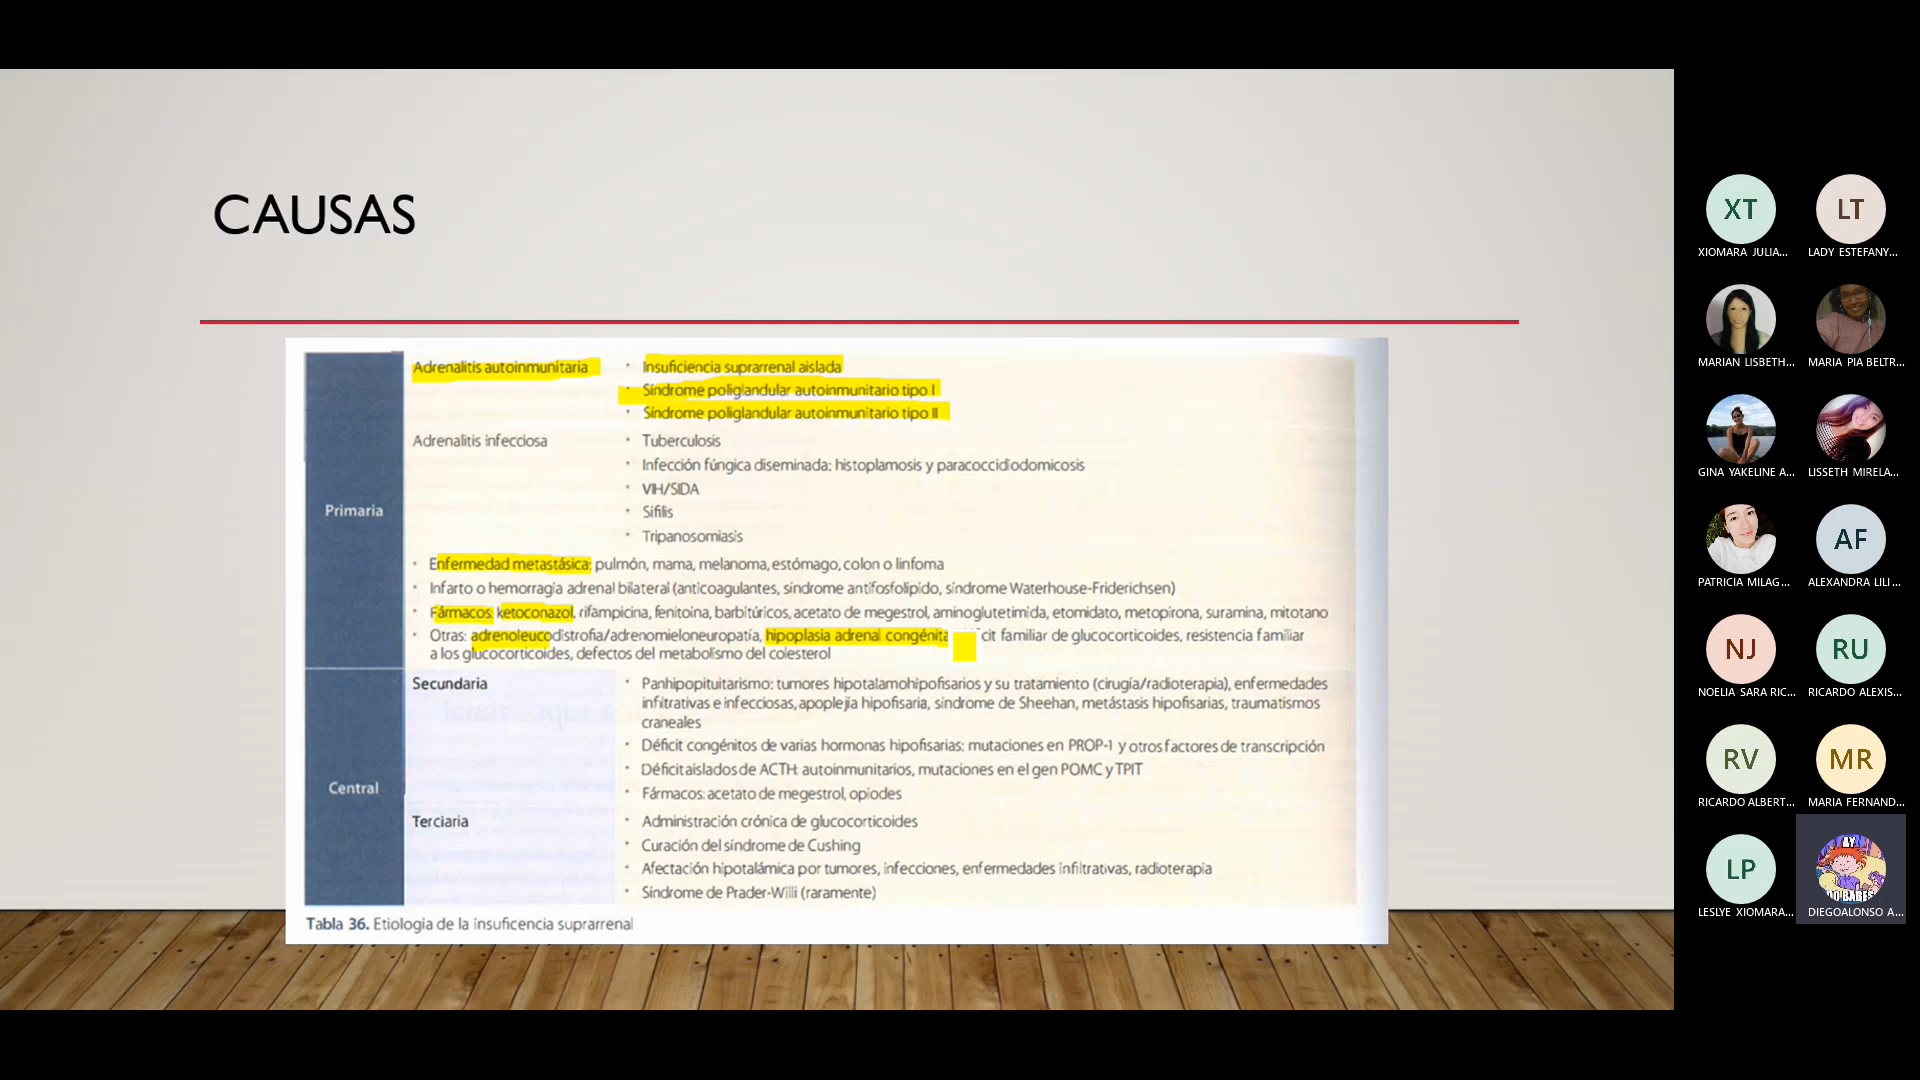 CAUSAS
Primaria
Adrenalitis autoinmunitaria
· Insuficiencia suprarrenal aislada
· Síndrome poliglandular autoinmunitario tipo I
· Síndrome poliglandular autoinmunitario tipo II
Adrenalitis infecciosa
· Tuberculosis
· Infección fúngica diseminada: histoplamosis y paracoccidiodomicosis
· VIH/SIDA
· Sífilis
· Tripanosomiasis
· Enfermedad metastásica: pulmón, mama, melanoma, estómago, colon o linfoma
· Infarto o hemorragia adrenal bilateral (anticoagulantes, síndrome antifosfolípido, síndrome Waterhouse-Friderichsen)
· Fármacos: ketoconazol, rifampicina, fenitoína, barbitúricos, acetato de megestrol, aminoglutetimida, etomidato, metopirona, suramina, mitotano
· Otras: adrenoleucodistrofia/adrenomieloneuropatía, hipoplasia adrenal congénita cit familiar de glucocorticoides, resistencia familiar
a los glucocorticoides, defectos del metabolismo del colesterol
Central
Secundaria
· Panhipopituitarismo: tumores hipotalamohipofisarios y su tratamiento (cirugía/radioterapia), enfermedades
infiltrativas e infecciosas, apoplejía hipofisaria, síndrome de Sheehan, metástasis hipofisarias, traumatismos
craneales
· Déficit congénitos de varias hormonas hipofisarias: mutaciones en PROP-1 y otros factores de transcripción
· Déficit aislados de ACTH: autoinmunitarios, mutaciones en el gen POMC y TPIT
· Fármacos: acetato de megestrol, opiodes
Terciaria
· Administración crónica de glucocorticoides
· Curación del síndrome de Cushing
· Afectación hipotalámica por tumores, infecciones, enfermedades infiltrativas, radioterapia
· Síndrome de Prader-Willi (raramente)
Tabla 36. Etiología de la insuficencia suprarrenal
XT
LT
XIOMARA JULIA...
LADY ESTEFANY...
MARIAN LISBETH...
MARIA PIA BELTR...
GINA YAKELINE A...
LISSETH MIRELA...
AF
PATRICIA MILAG...
ALEXANDRA LILI ...
NJ
RU
NOELIA SARA RIC...
RICARDO ALEXIS...
RV
MR
RICARDO ALBERT...
MARIA FERNAND...
LP
AY
LESLYE XIOMARA...
DIEGOALONSO A...